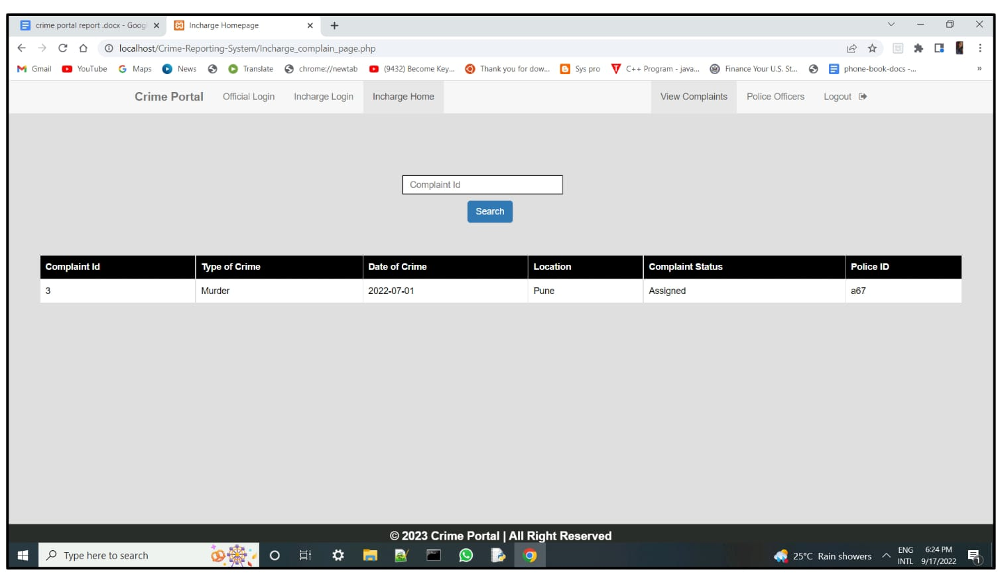 crime portal report .docx - Goog
Incharge Homepage
localhost/Crime-Reporting-System/Incharge_complain_page.php
Gmail YouTube Maps News Translate chrome://newtab (9432) Become Key... Thank you for dow... Sys pro C++ Program - java... Finance Your U.S. St... phone-book-docs -... »
Crime Portal Official Login Incharge Login Incharge Home View Complaints Police Officers Logout
Complaint Id
Search
Complaint Id Type of Crime Date of Crime Location Complaint Status Police ID
3 Murder 2022-07-01 Pune Assigned a67
© 2023 Crime Portal | All Right Reserved
Type here to search
25°C Rain showers
ENG 6:24 PM
INTL 9/17/2022
1